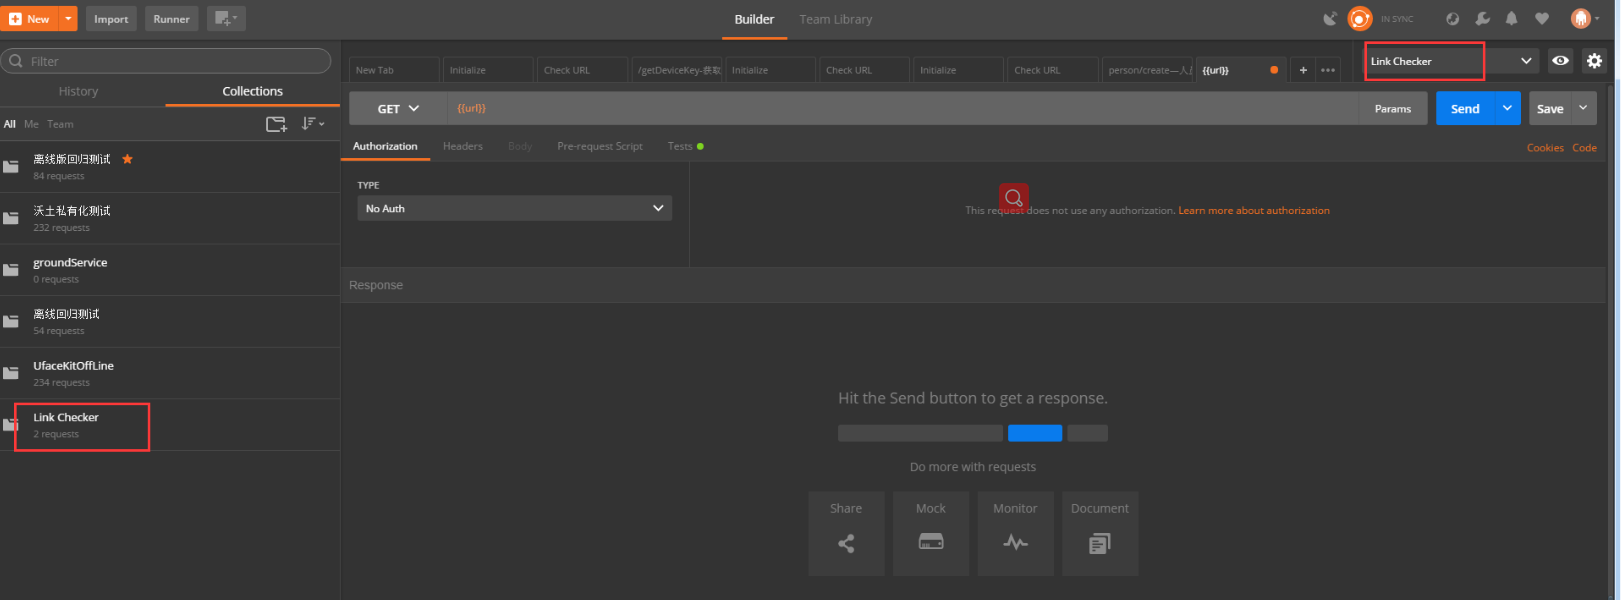 New
Import
Runner
Builder
Team Library
IN SYNC
Filter
History
Collections
All Me Team
离线版回归测试
84 requests
沃土私有化测试
232 requests
groundService
0 requests
离线回归测试
54 requests
UfaceKitOffLine
234 requests
Link Checker
2 requests
New Tab
Initialize
Check URL
/getDeviceKey-获取
Initialize
Check URL
Initialize
Check URL
person/create—人员
{{url}}
Link Checker
GET
{{url}}
Params
Send
Save
Authorization
Headers
Body
Pre-request Script
Tests
Cookies
Code
TYPE
No Auth
This request does not use any authorization. Learn more about authorization
Response
Hit the Send button to get a response.
Do more with requests
Share
Mock
Monitor
Document